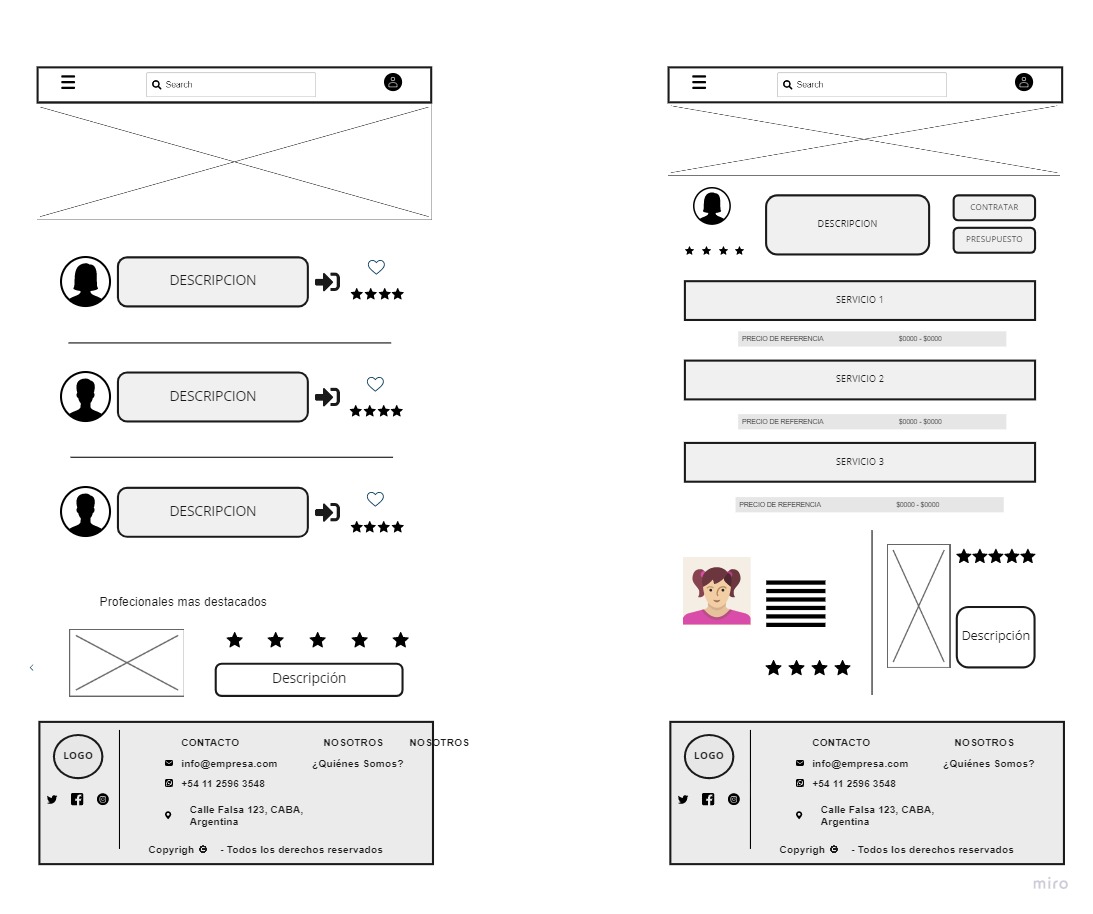 Search
DESCRIPCION
DESCRIPCION
DESCRIPCION
Profecionales mas destacados
<
Descripción
LOGO
CONTACTO
NOSOTROS
NOSOTROS
info@empresa.com
¿Quiénes Somos?
+54 11 2596 3548
Calle Falsa 123, CABA,
Argentina
Copyrigh © - Todos los derechos reservados
Search
DESCRIPCION
CONTRATAR
PRESUPUESTO
SERVICIO 1
PRECIO DE REFERENCIA $0000 - $0000
SERVICIO 2
PRECIO DE REFERENCIA $0000 - $0000
SERVICIO 3
PRECIO DE REFERENCIA $0000 - $0000
Descripción
LOGO
CONTACTO
NOSOTROS
info@empresa.com
¿Quiénes Somos?
+54 11 2596 3548
Calle Falsa 123, CABA,
Argentina
Copyrigh © - Todos los derechos reservados
miro